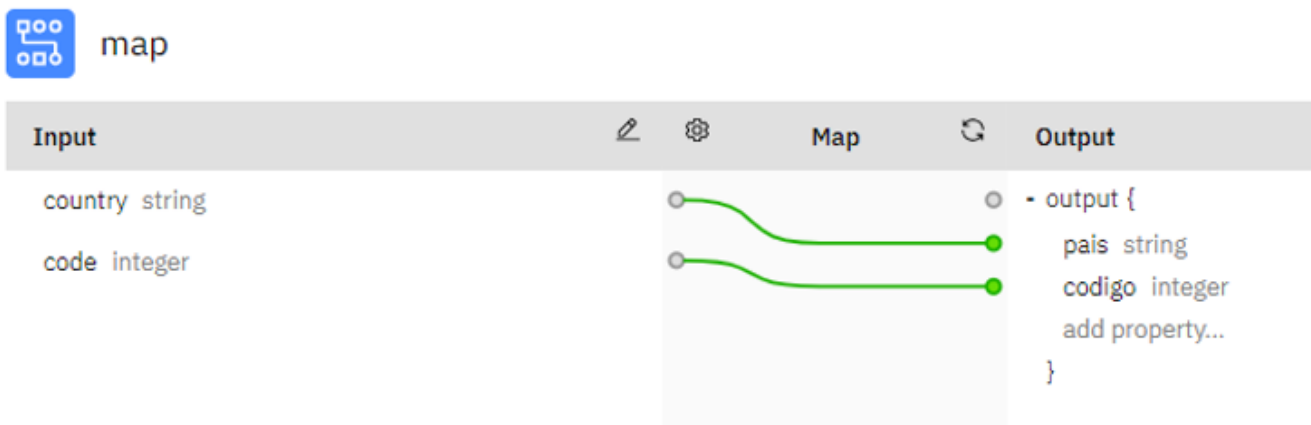 map
Input Map Output
country string
code integer
- output {
pais string
codigo integer
add property...
}